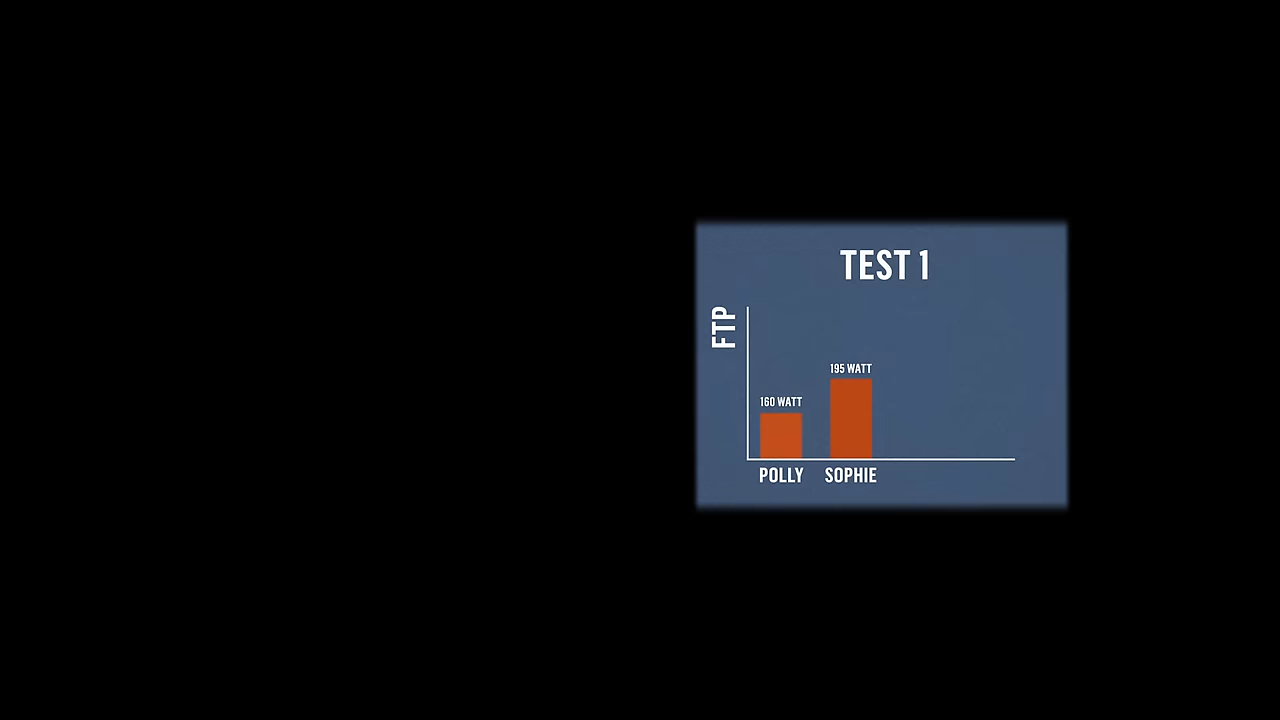 TEST 1
FTP
195 WATT
160 WATT
POLLY SOPHIE